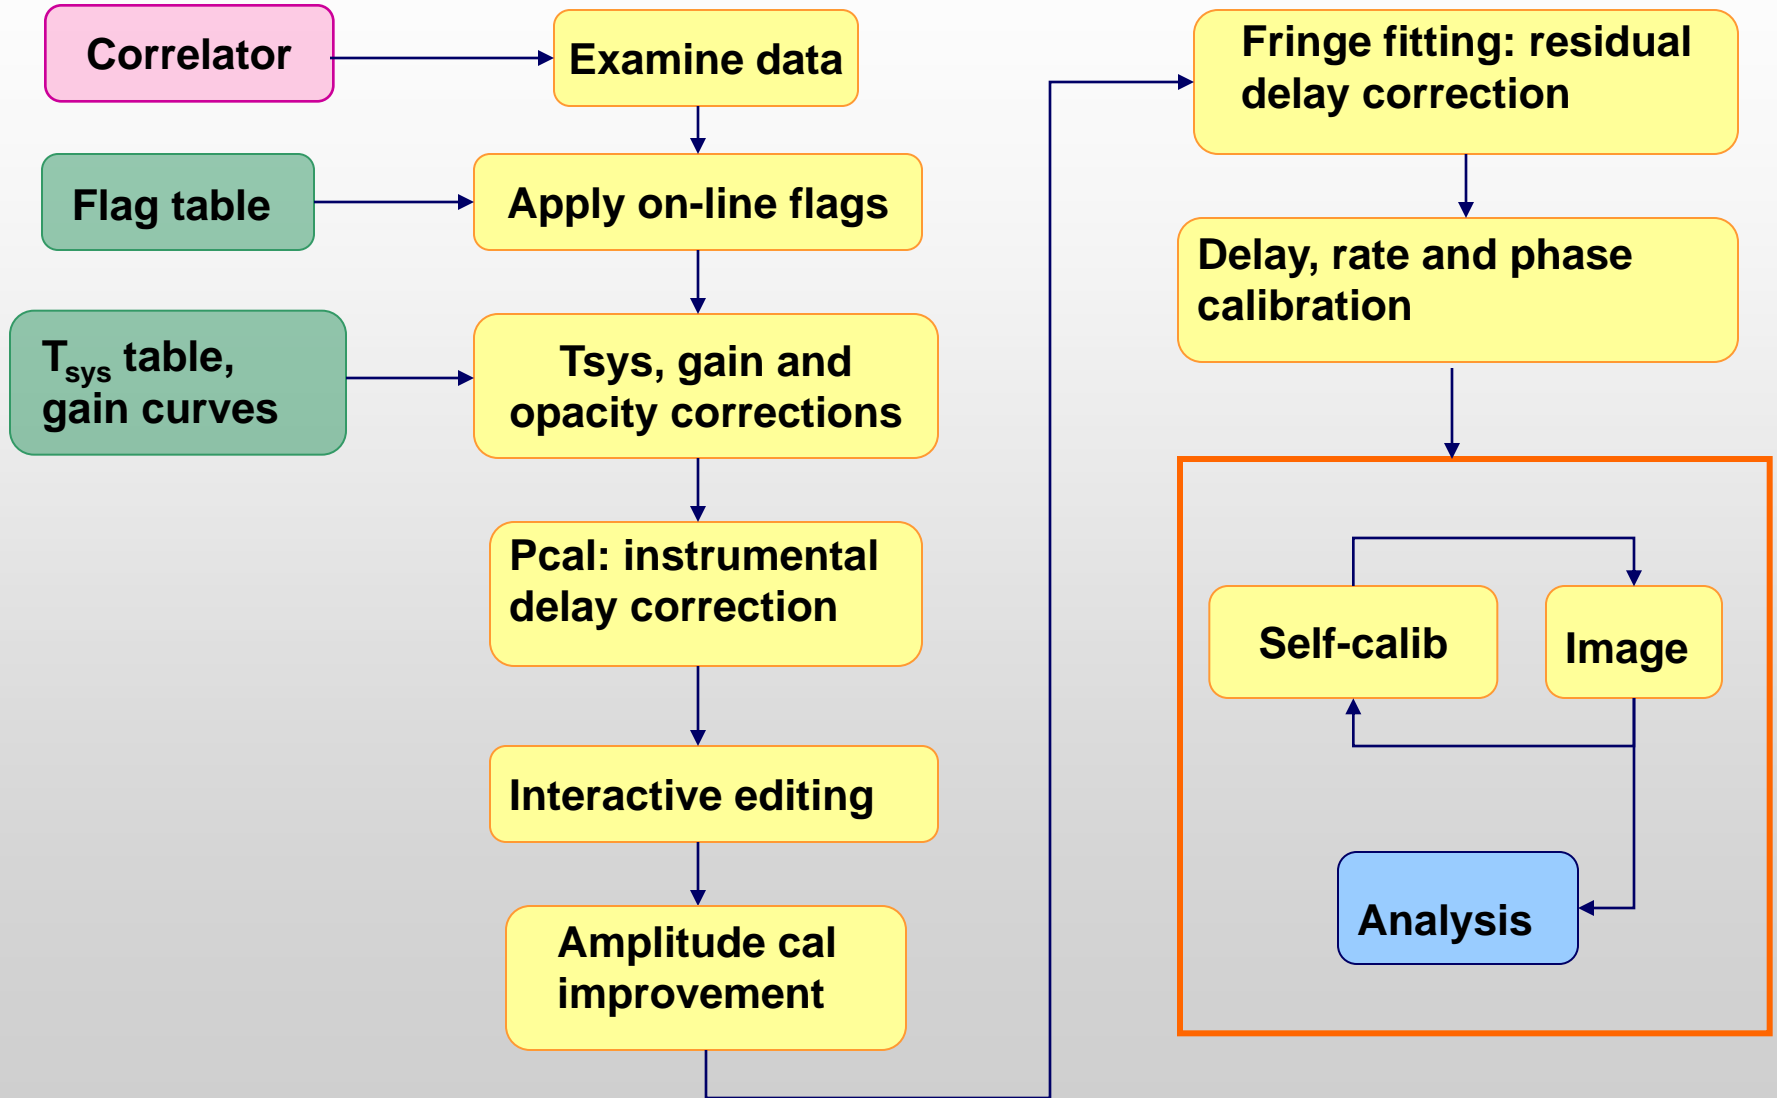 Correlator
Examine data
Flag table
Apply on-line flags
Tsys table,
gain curves
Tsys, gain and
opacity corrections
Pcal: instrumental
delay correction
Interactive editing
Amplitude cal
improvement
Fringe fitting: residual
delay correction
Delay, rate and phase
calibration
Self-calib
Image
Analysis